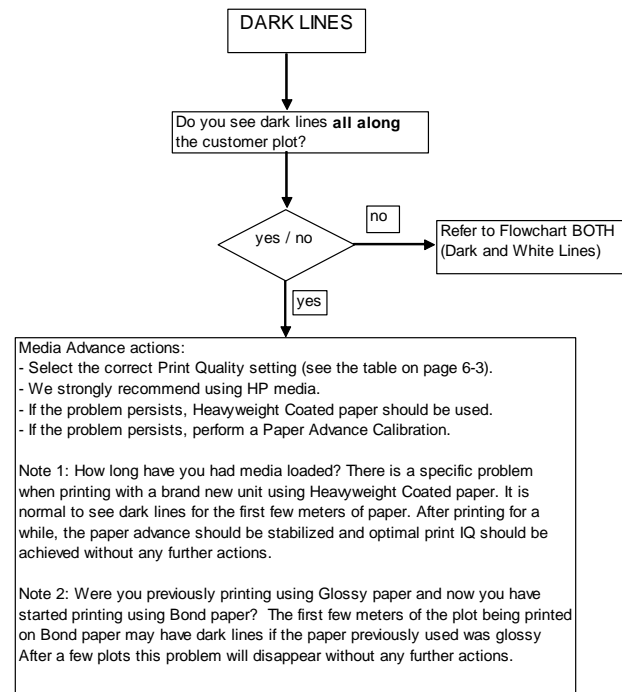 DARK LINES
Do you see dark lines all along
the customer plot?
yes / no
no
Refer to Flowchart BOTH
(Dark and White Lines)
yes
Media Advance actions:
- Select the correct Print Quality setting (see the table on page 6-3).
- We strongly recommend using HP media.
- If the problem persists, Heavyweight Coated paper should be used.
- If the problem persists, perform a Paper Advance Calibration.
Note 1: How long have you had media loaded? There is a specific problem
when printing with a brand new unit using Heavyweight Coated paper. It is
normal to see dark lines for the first few meters of paper. After printing for a
while, the paper advance should be stabilized and optimal print IQ should be
achieved without any further actions.
Note 2: Were you previously printing using Glossy paper and now you have
started printing using Bond paper? The first few meters of the plot being printed
on Bond paper may have dark lines if the paper previously used was glossy
After a few plots this problem will disappear without any further actions.